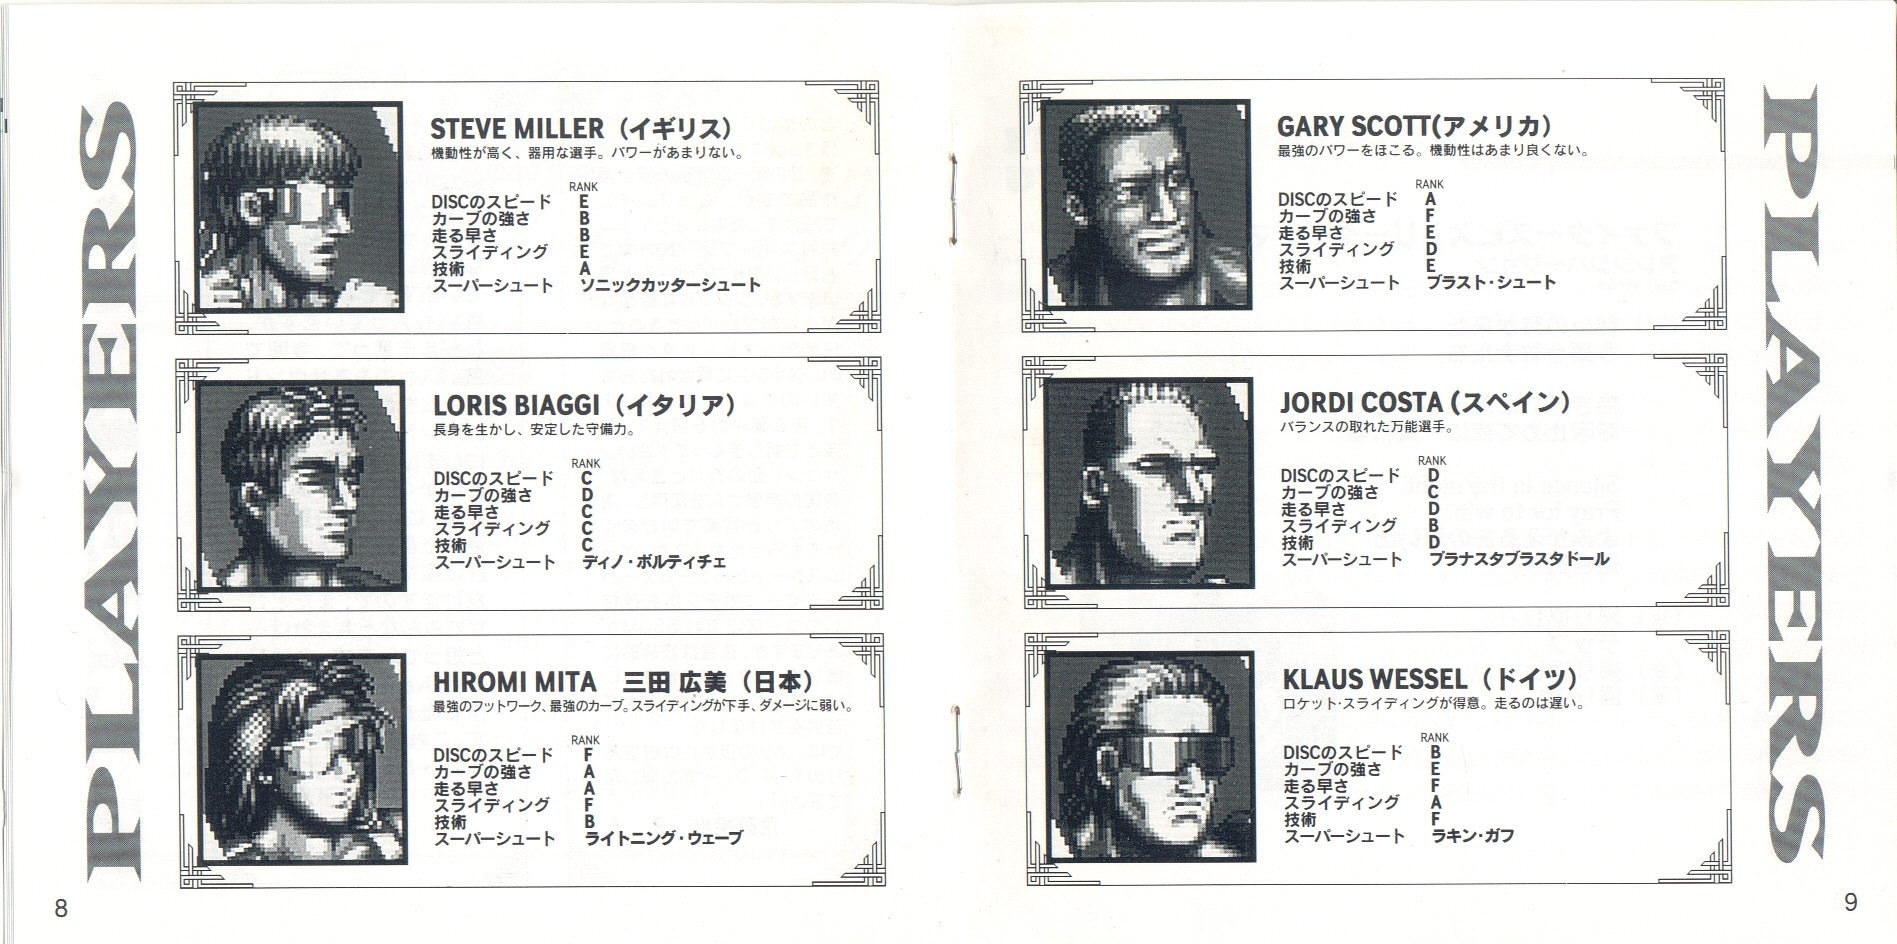 PLAYERS
STEVE MILLER（イギリス）
機動性が高く、器用な選手。パワーがあまりない。
RANK
DISCのスピード E
カーブの強さ B
走る早さ B
スライディング E
技術 A
スーパーシュート ソニックカッターシュート
LORIS BIAGGI（イタリア）
長身を生かし、安定した守備力。
RANK
DISCのスピード C
カーブの強さ D
走る早さ C
スライディング C
技術 C
スーパーシュート ディノ・ボルティチェ
HIROMI MITA 三田 広美（日本）
最強のフットワーク、最強のカーブ。スライディングが下手、ダメージに弱い。
RANK
DISCのスピード F
カーブの強さ A
走る早さ A
スライディング F
技術 B
スーパーシュート ライトニング・ウェーブ
8
GARY SCOTT(アメリカ）
最強のパワーをほこる。機動性はあまり良くない。
RANK
DISCのスピード A
カーブの強さ F
走る早さ E
スライディング D
技術 E
スーパーシュート ブラスト・シュート
JORDI COSTA（スペイン）
バランスの取れた万能選手。
RANK
DISCのスピード D
カーブの強さ C
走る早さ D
スライディング B
技術 D
スーパーシュート プラナスタブラスタドール
KLAUS WESSEL（ドイツ）
ロケット・スライディングが得意。走るのは遅い。
RANK
DISCのスピード B
カーブの強さ E
走る早さ F
スライディング A
技術 F
スーパーシュート ラキン・ガフ
PLAYERS
9